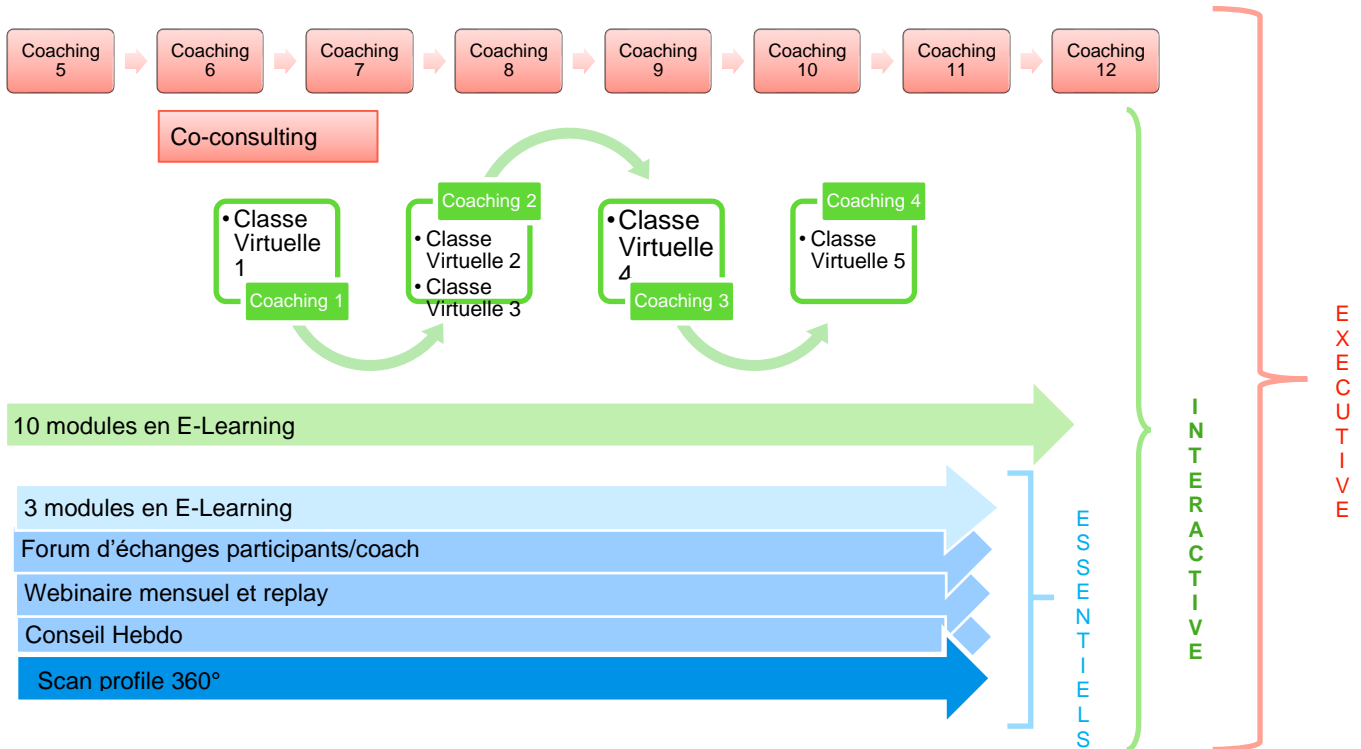 Coaching
5
Coaching
6
Coaching
7
Coaching
8
Coaching
9
Coaching
10
Coaching
11
Coaching
12
Co-consulting
• Classe
Virtuelle
1
Coaching 1
Coaching 2
• Classe
Virtuelle 2
• Classe
Virtuelle 3
• Classe
Virtuelle
4
Coaching 3
Coaching 4
• Classe
Virtuelle 5
10 modules en E-Learning
3 modules en E-Learning
Forum d’échanges participants/coach
Webinaire mensuel et replay
Conseil Hebdo
Scan profile 360°
ESSENTIELS
INTERACTIVE
EXECUTIVE